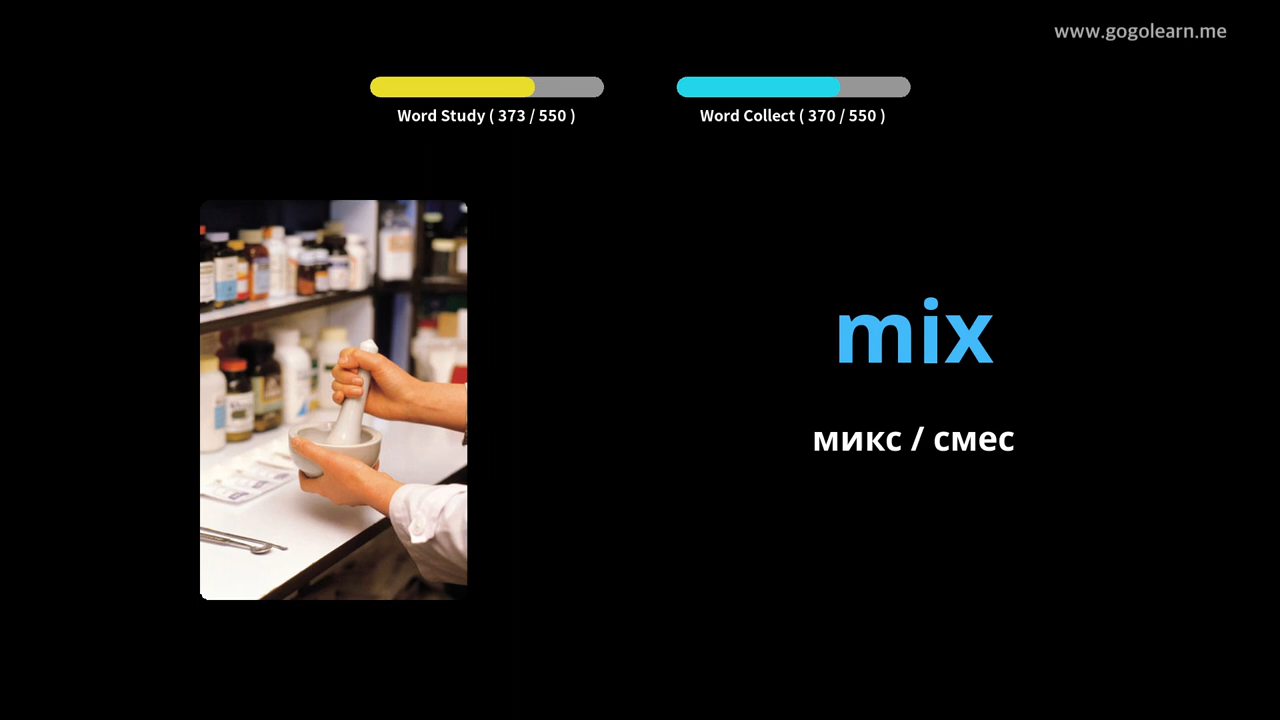 www.gogolearn.me
Word Study ( 373 / 550 )
Word Collect ( 370 / 550 )
mix
микс / смес